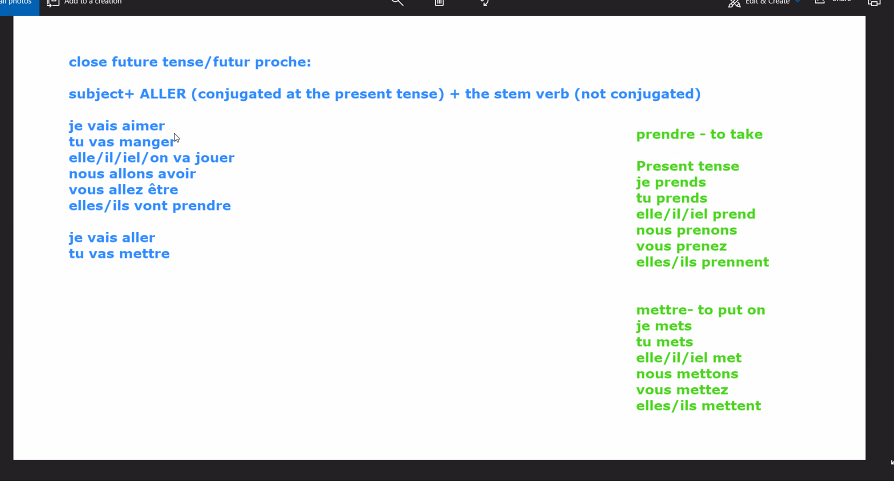 all photos
Add to a creation
Edit & Create
close future tense/futur proche:
subject+ ALLER (conjugated at the present tense) + the stem verb (not conjugated)
je vais aimer
tu vas manger
elle/il/iel/on va jouer
nous allons avoir
vous allez être
elles/ils vont prendre
je vais aller
tu vas mettre
prendre - to take
Present tense
je prends
tu prends
elle/il/iel prend
nous prenons
vous prenez
elles/ils prennent
mettre- to put on
je mets
tu mets
elle/il/iel met
nous mettons
vous mettez
elles/ils mettent